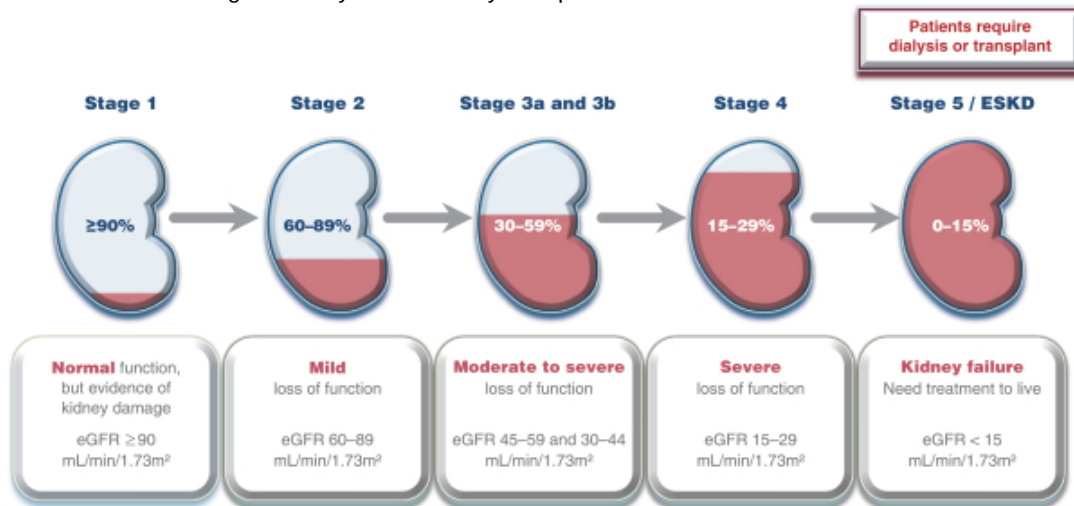 Patients require
dialysis or transplant
Stage 1
Stage 2
Stage 3a and 3b
Stage 4
Stage 5 / ESKD
≥90%
60–89%
30–59%
15–29%
0–15%
Normal function,
but evidence of
kidney damage
eGFR ≥90
mL/min/1.73m²
Mild
loss of function
eGFR 60–89
mL/min/1.73m²
Moderate to severe
loss of function
eGFR 45–59 and 30–44
mL/min/1.73m²
Severe
loss of function
eGFR 15–29
mL/min/1.73m²
Kidney failure
Need treatment to live
eGFR < 15
mL/min/1.73m²